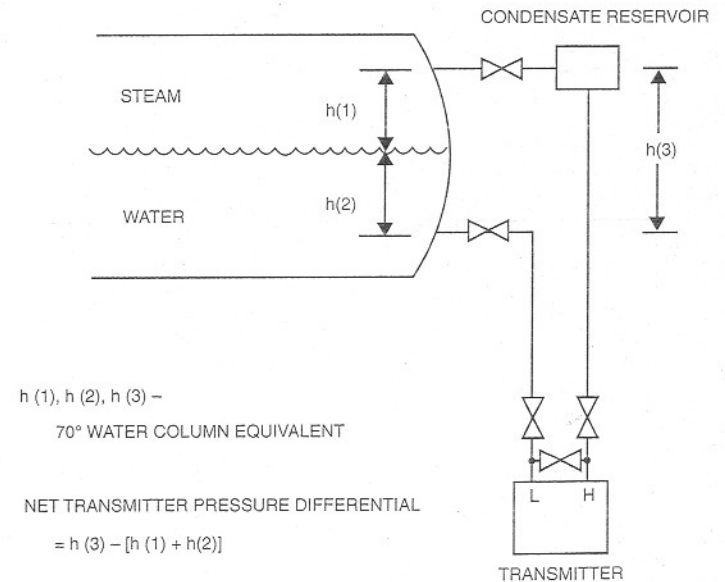 CONDENSATE RESERVOIR
STEAM
h(1)
h(3)
WATER
h(2)
h (1), h (2), h (3) –
70° WATER COLUMN EQUIVALENT
NET TRANSMITTER PRESSURE DIFFERENTIAL
= h (3) – [h (1) + h(2)]
L H
TRANSMITTER